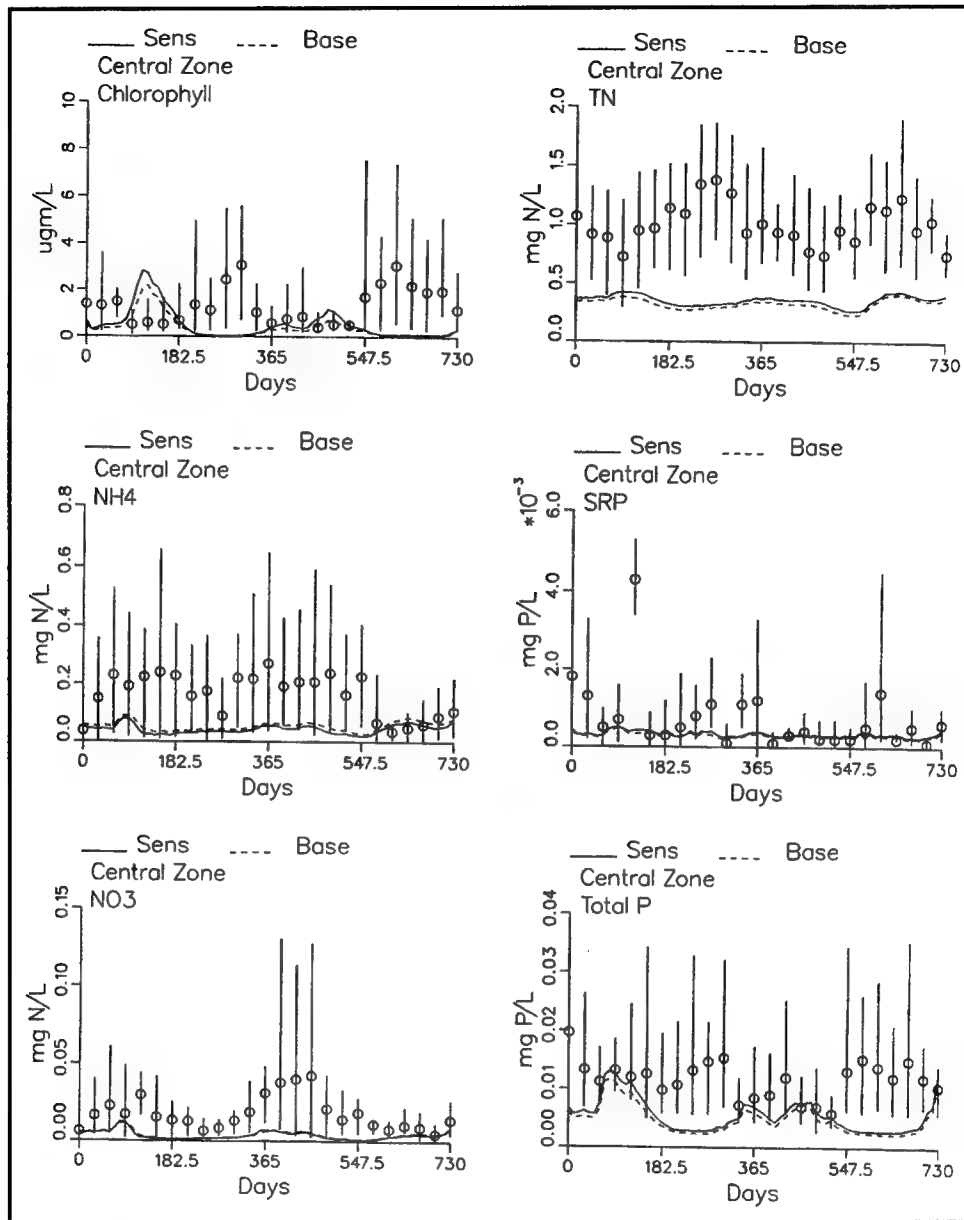 Sens Base
Central Zone
Chlorophyll
10
8
6
4
2
0
ugm/L
0 182.5 365 547.5 730
Days
Sens Base
Central Zone
TN
2.0
1.5
1.0
0.5
0.0
mg N/L
0 182.5 365 547.5 730
Days
Sens Base
Central Zone
NH4
0.8
0.6
0.4
0.2
0.0
mg N/L
0 182.5 365 547.5 730
Days
Sens Base
Central Zone
SRP
*10⁻³
6.0
4.0
2.0
0.0
mg P/L
0 182.5 365 547.5 730
Days
Sens Base
Central Zone
NO3
0.15
0.10
0.05
0.00
mg N/L
0 182.5 365 547.5 730
Days
Sens Base
Central Zone
Total P
0.04
0.03
0.02
0.01
0.00
mg P/L
0 182.5 365 547.5 730
Days